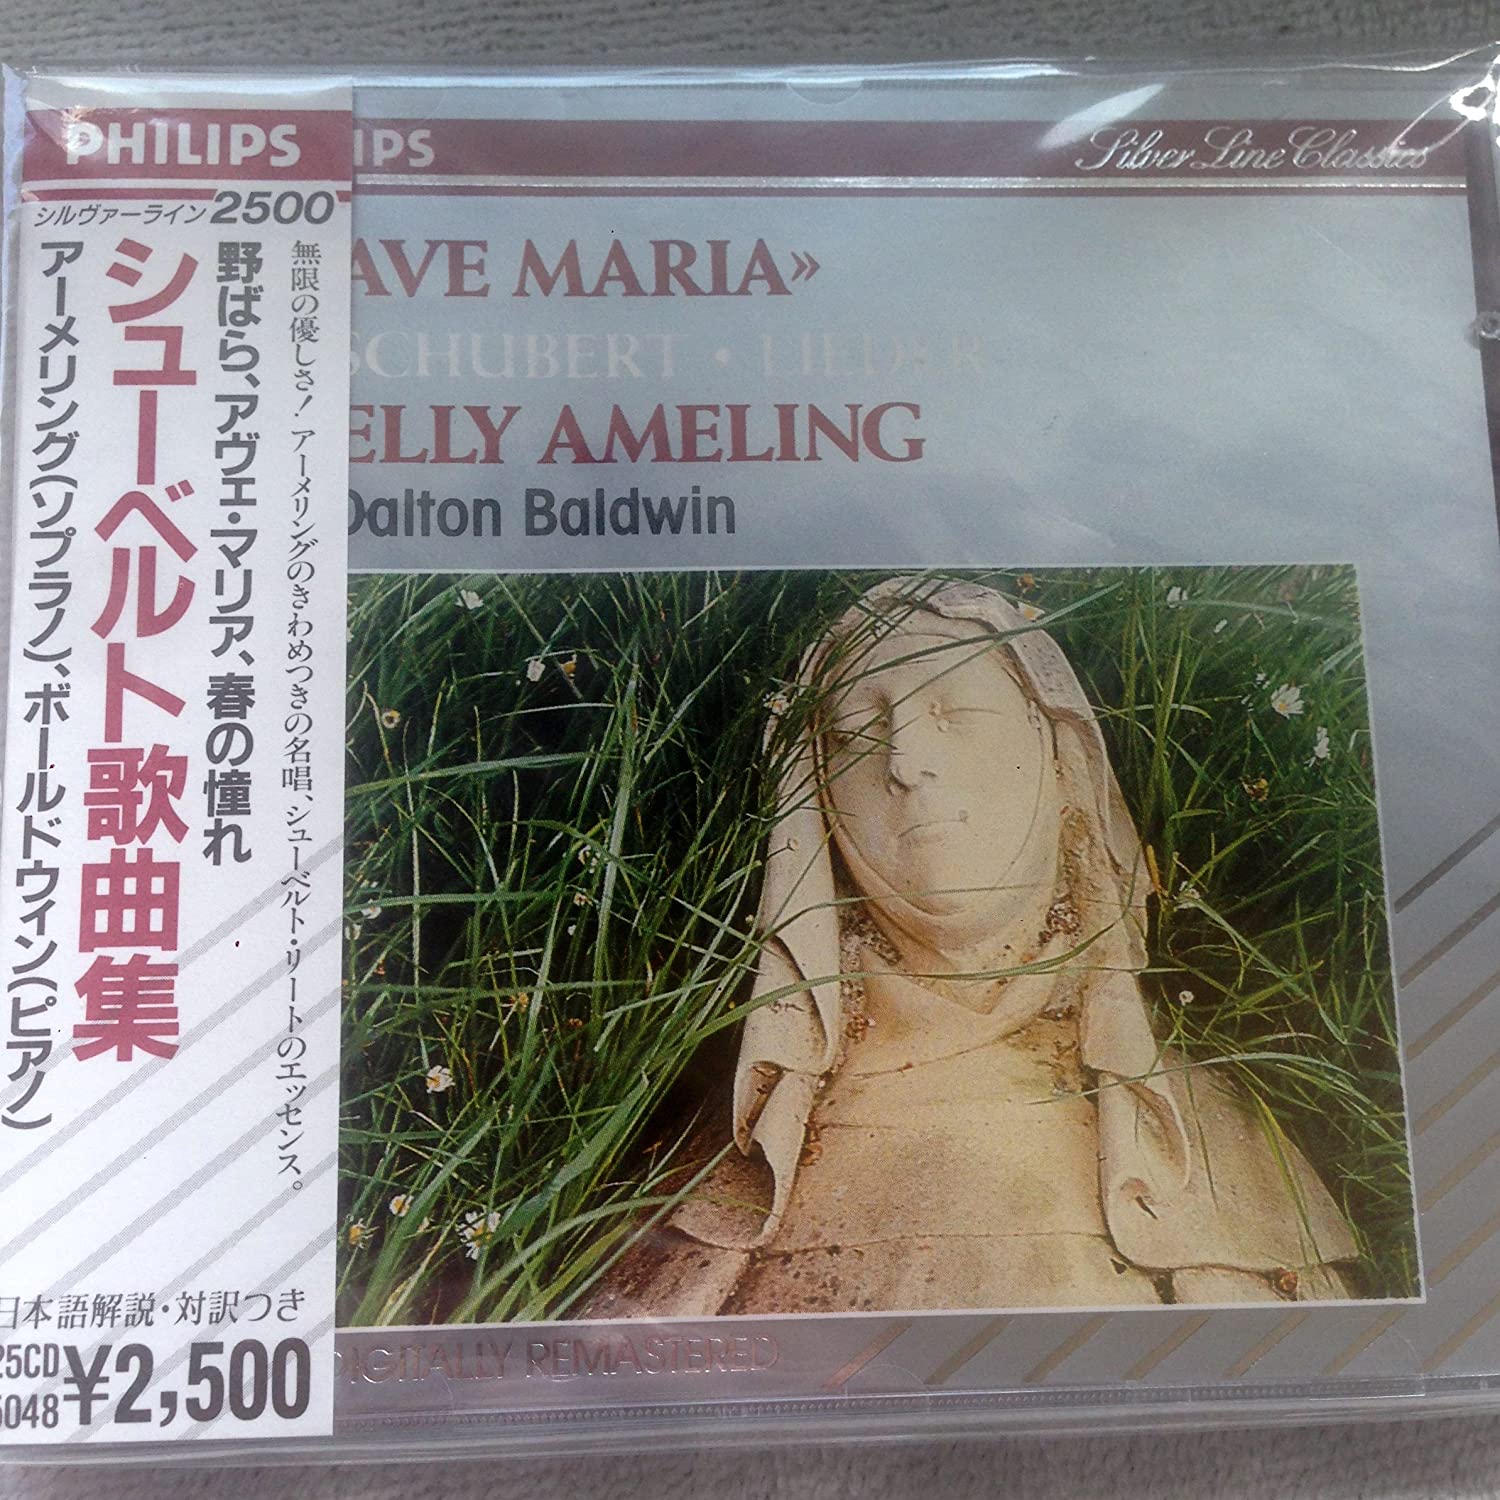 PHILIPS
シルヴァーライン2500
無限の優しさ!アーメリングのきわめつきの名唱、シューベルト・リートのエッセンス。
野ばら、アヴェ・マリア、春の憧れ
シューベルト歌曲集
アーメリング(ソプラノ)、ボールドウィン(ピアノ)
日本語解説・対訳つき
25CD
5048
¥2,500
IPS
Silver Line Classics
AVE MARIA»
SCHUBERT · LIEDER
ELLY AMELING
Dalton Baldwin
DIGITALLY REMASTERED